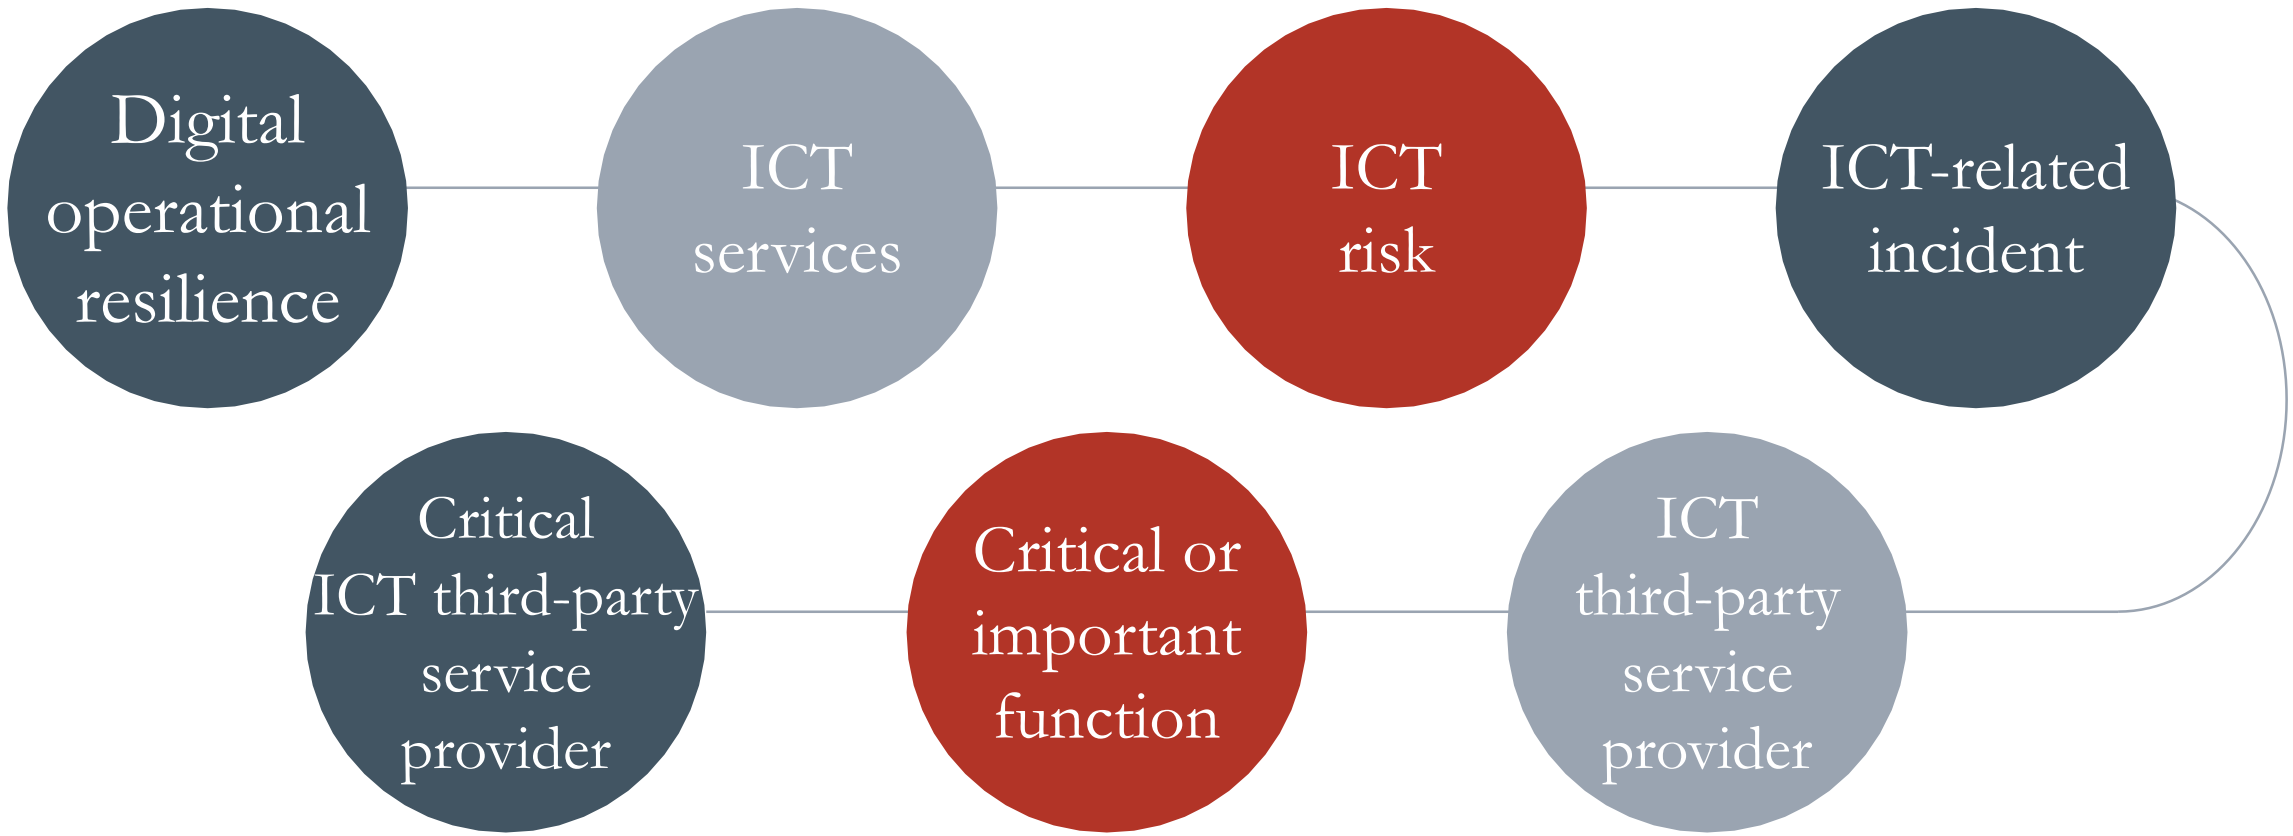 Digital
operational
resilience
ICT
services
ICT
risk
ICT-related
incident
Critical
ICT third-party
service
provider
Critical or
important
function
ICT
third-party
service
provider